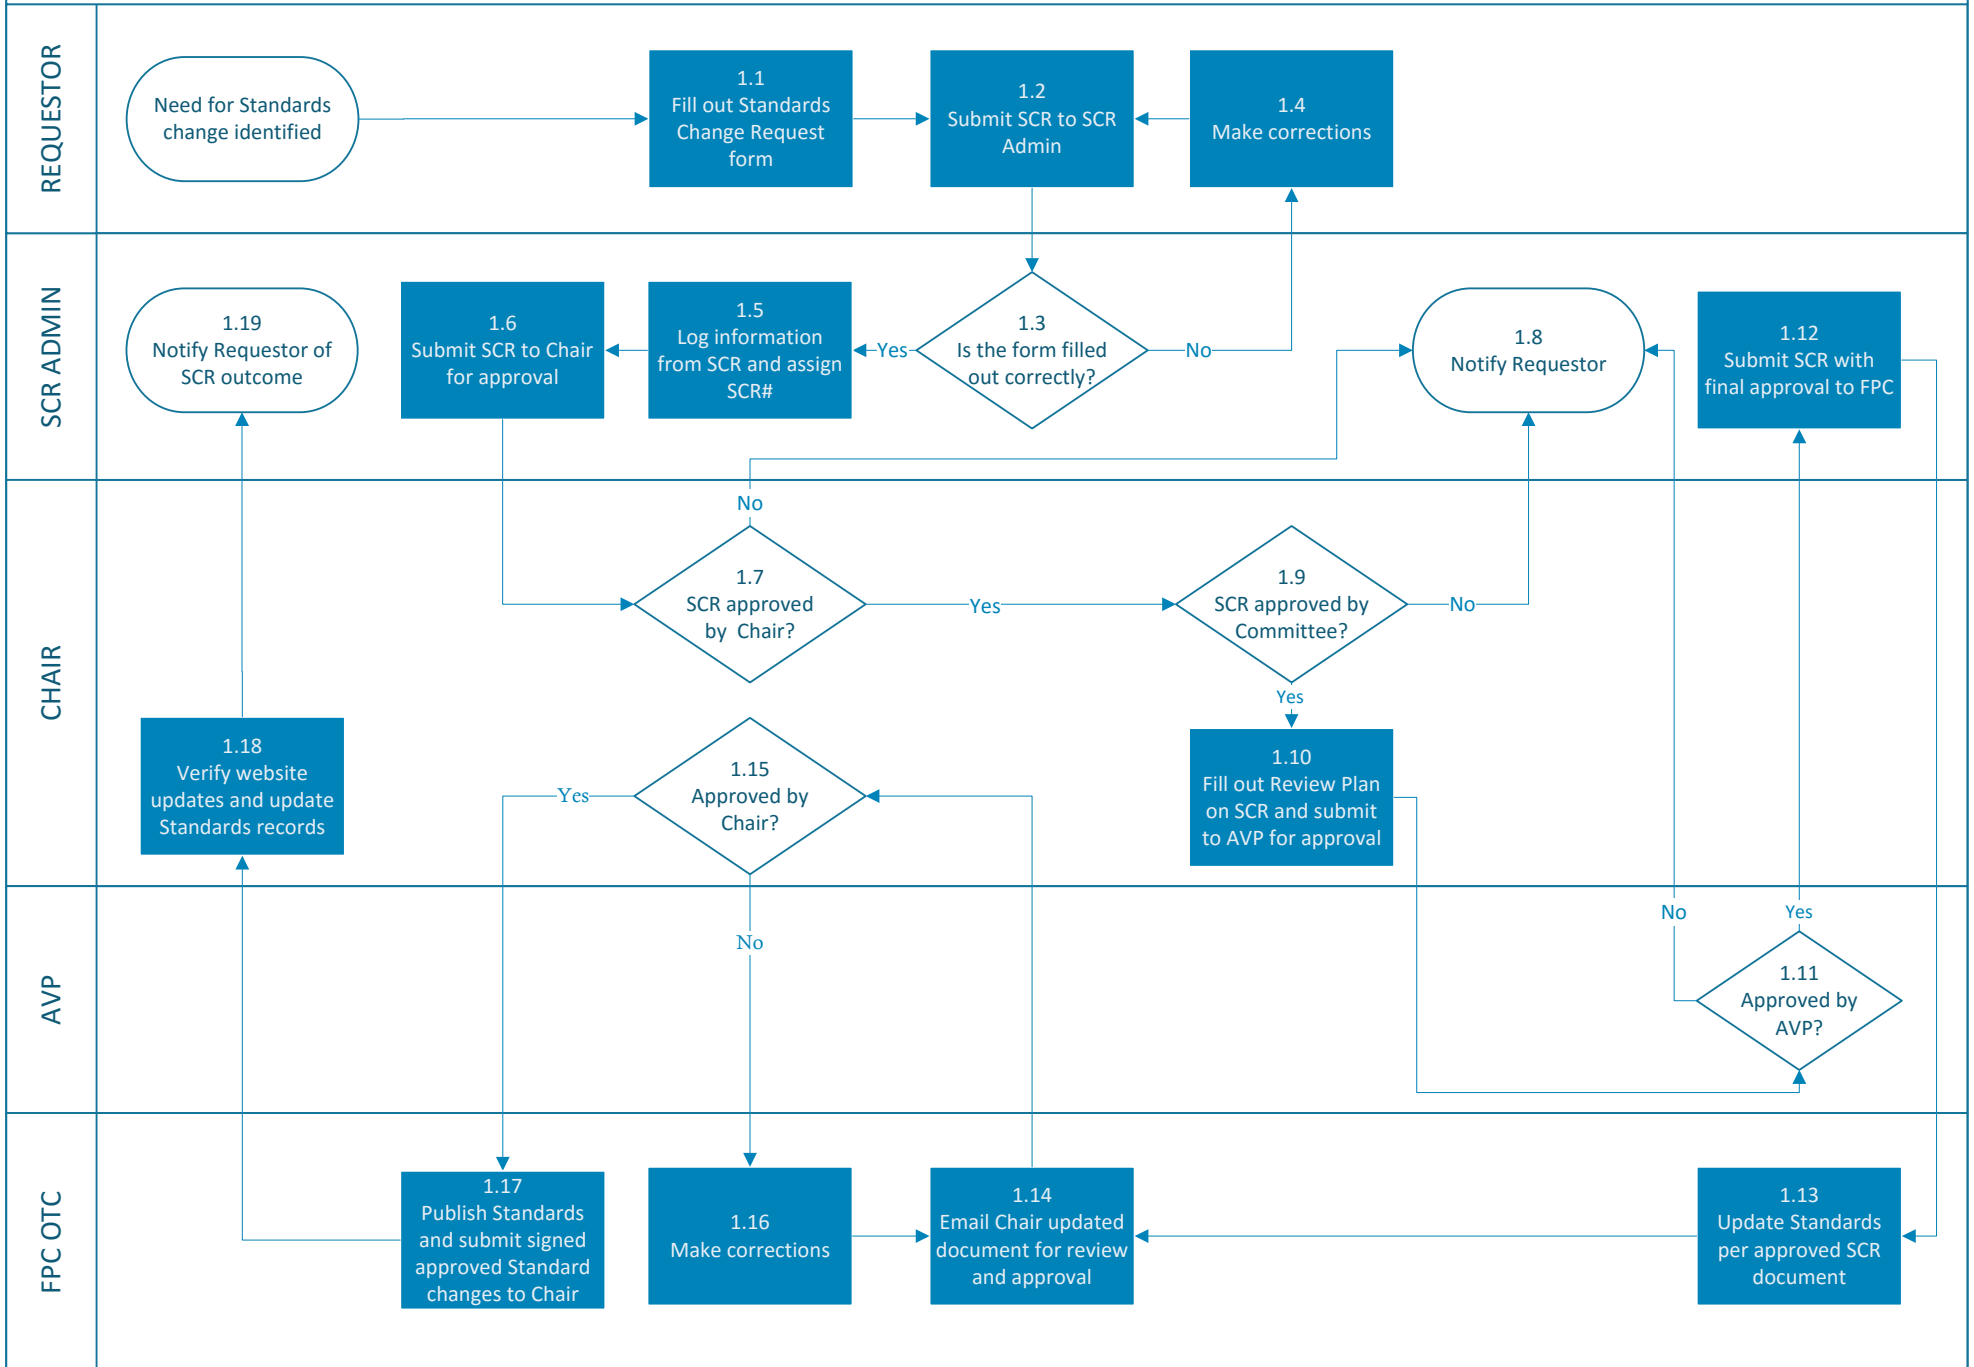 REQUESTOR
Need for Standards
change identified
1.1
Fill out Standards
Change Request
form
1.2
Submit SCR to SCR
Admin
1.4
Make corrections
SCR ADMIN
1.19
Notify Requestor of
SCR outcome
1.6
Submit SCR to Chair
for approval
1.5
Log information
from SCR and assign
SCR#
Yes
1.3
Is the form filled
out correctly?
No
1.8
Notify Requestor
1.12
Submit SCR with
final approval to FPC
CHAIR
No
1.7
SCR approved
by Chair?
Yes
1.9
SCR approved by
Committee?
No
Yes
1.18
Verify website
updates and update
Standards records
Yes
1.15
Approved by
Chair?
1.10
Fill out Review Plan
on SCR and submit
to AVP for approval
AVP
No
No
Yes
1.11
Approved by
AVP?
FPC OTC
1.17
Publish Standards
and submit signed
approved Standard
changes to Chair
1.16
Make corrections
1.14
Email Chair updated
document for review
and approval
1.13
Update Standards
per approved SCR
document